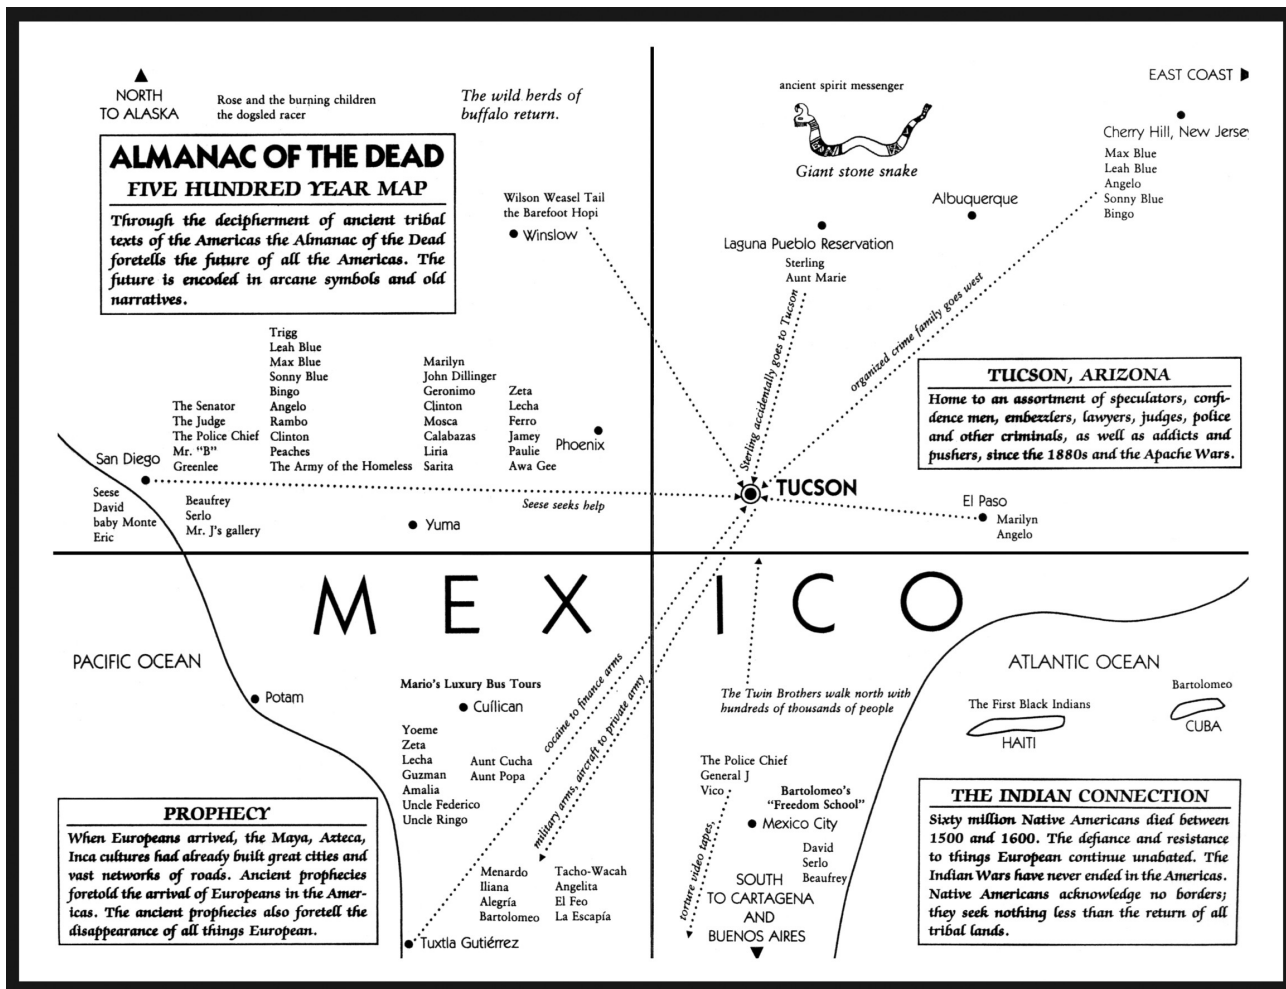 NORTH
TO ALASKA
Rose and the burning children
the dogsled racer
The wild herds of
buffalo return.
ancient spirit messenger
Giant stone snake
EAST COAST
Cherry Hill, New Jersey
Max Blue
Leah Blue
Angelo
Sonny Blue
Bingo
ALMANAC OF THE DEAD
FIVE HUNDRED YEAR MAP
Through the decipherment of ancient tribal
texts of the Americas the Almanac of the Dead
foretells the future of all the Americas. The
future is encoded in arcane symbols and old
narratives.
Wilson Weasel Tail
the Barefoot Hopi
Winslow
Albuquerque
Laguna Pueblo Reservation
Sterling
Aunt Marie
Sterling accidentally goes to Tucson
organized crime family goes west
TUCSON, ARIZONA
Home to an assortment of speculators, confi-
dence men, embezzlers, lawyers, judges, police
and other criminals, as well as addicts and
pushers, since the 1880s and the Apache Wars.
San Diego
Seese
David
baby Monte
Eric
The Senator
The Judge
The Police Chief
Mr. "B"
Greenlee
Beaufrey
Serlo
Mr. J's gallery
Trigg
Leah Blue
Max Blue
Sonny Blue
Bingo
Angelo
Rambo
Clinton
Peaches
The Army of the Homeless
Marilyn
John Dillinger
Geronimo
Clinton
Mosca
Calabazas
Liria
Sarita
Zeta
Lecha
Ferro
Jamey
Paulie
Awa Gee
Phoenix
Seese seeks help
Yuma
TUCSON
El Paso
Marilyn
Angelo
MEXICO
PACIFIC OCEAN
Potam
Mario's Luxury Bus Tours
Culican
Yoeme
Zeta
Lecha
Guzman
Amalia
Uncle Federico
Uncle Ringo
Aunt Cucha
Aunt Popa
cocaine to finance arms
military arms, aircraft to private army
The Twin Brothers walk north with
hundreds of thousands of people
ATLANTIC OCEAN
The First Black Indians
HAITI
Bartolomeo
CUBA
PROPHECY
When Europeans arrived, the Maya, Azteca,
Inca cultures had already built great cities and
vast networks of roads. Ancient prophecies
foretold the arrival of Europeans in the Amer-
icas. The ancient prophecies also foretell the
disappearance of all things European.
Menardo
Iliana
Alegría
Bartolomeo
Tacho-Wacah
Angelita
El Feo
La Escapía
Tuxtla Gutiérrez
The Police Chief
General J
Vico
torture video tapes,
Bartolomeo's
"Freedom School"
Mexico City
David
Serlo
Beaufrey
SOUTH
TO CARTAGENA
AND
BUENOS AIRES
THE INDIAN CONNECTION
Sixty million Native Americans died between
1500 and 1600. The defiance and resistance
to things European continue unabated. The
Indian Wars have never ended in the Americas.
Native Americans acknowledge no borders;
they seek nothing less than the return of all
tribal lands.